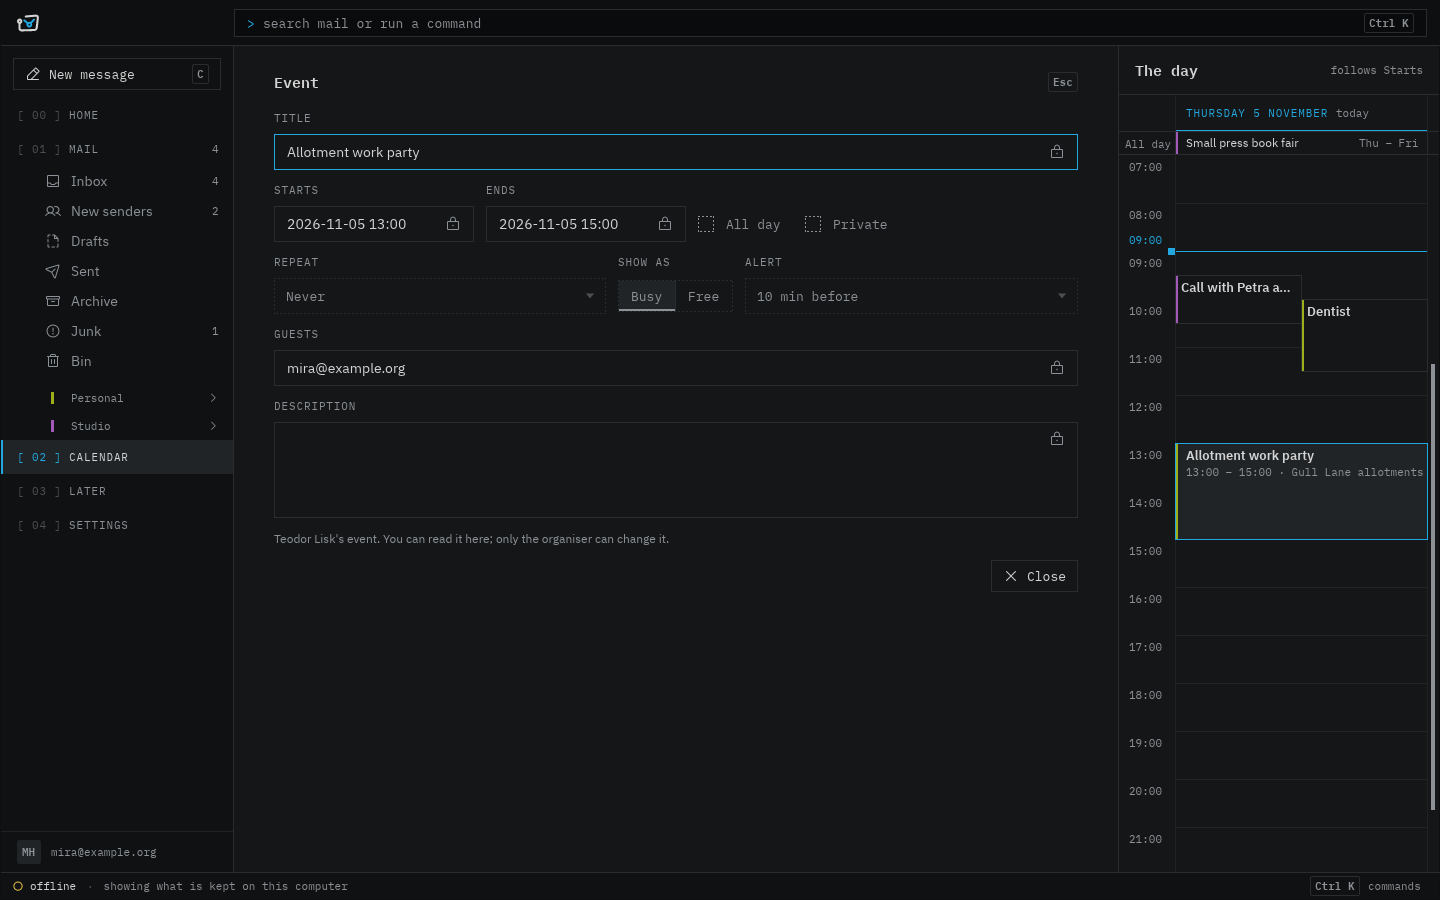 > search mail or run a command
Ctrl K
New message
C
[ 00 ] HOME
[ 01 ] MAIL 4
Inbox 4
New senders 2
Drafts
Sent
Archive
Junk 1
Bin
Personal
Studio
[ 02 ] CALENDAR
[ 03 ] LATER
[ 04 ] SETTINGS
MH mira@example.org
Event
Esc
TITLE
Allotment work party
STARTS
ENDS
2026-11-05 13:00
2026-11-05 15:00
All day
Private
REPEAT
SHOW AS
ALERT
Never
Busy
Free
10 min before
GUESTS
mira@example.org
DESCRIPTION
Teodor Lisk's event. You can read it here; only the organiser can change it.
Close
The day
follows Starts
THURSDAY 5 NOVEMBER today
All day
Small press book fair
Thu – Fri
07:00
08:00
09:00
09:00
Call with Petra a...
10:00
Dentist
11:00
12:00
13:00
Allotment work party
13:00 – 15:00 · Gull Lane allotments
14:00
15:00
16:00
17:00
18:00
19:00
20:00
21:00
offline · showing what is kept on this computer
Ctrl K commands